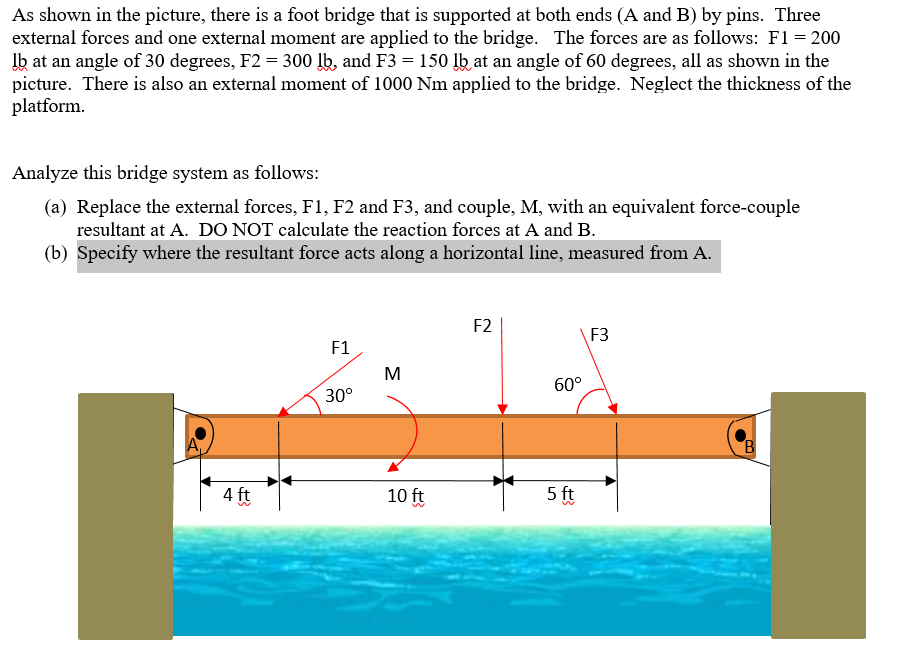 As shown in the picture, there is a foot bridge that is supported at both ends (A and B) by pins. Three
external forces and one external moment are applied to the bridge. The forces are as follows: F1 = 200
lb at an angle of 30 degrees, F2 = 300 lb, and F3 = 150 lb at an angle of 60 degrees, all as shown in the
picture. There is also an external moment of 1000 Nm applied to the bridge. Neglect the thickness of the
platform.
Analyze this bridge system as follows:
(a) Replace the external forces, F1, F2 and F3, and couple, M, with an equivalent force-couple
resultant at A. DO NOT calculate the reaction forces at A and B.
(b) Specify where the resultant force acts along a horizontal line, measured from A.
F2
F3
F1
M
60°
30°
A
B
4 ft
10 ft
5 ft